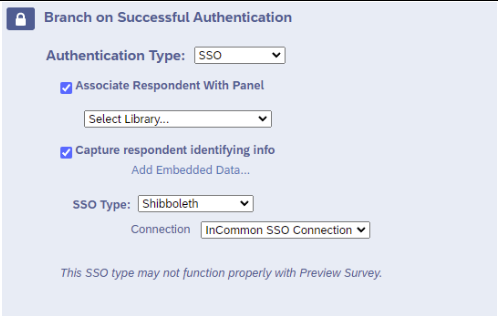 Branch on Successful Authentication
Authentication Type: SSO
Associate Respondent With Panel
Select Library...
Capture respondent identifying info
Add Embedded Data...
SSO Type: Shibboleth
Connection InCommon SSO Connection
This SSO type may not function properly with Preview Survey.